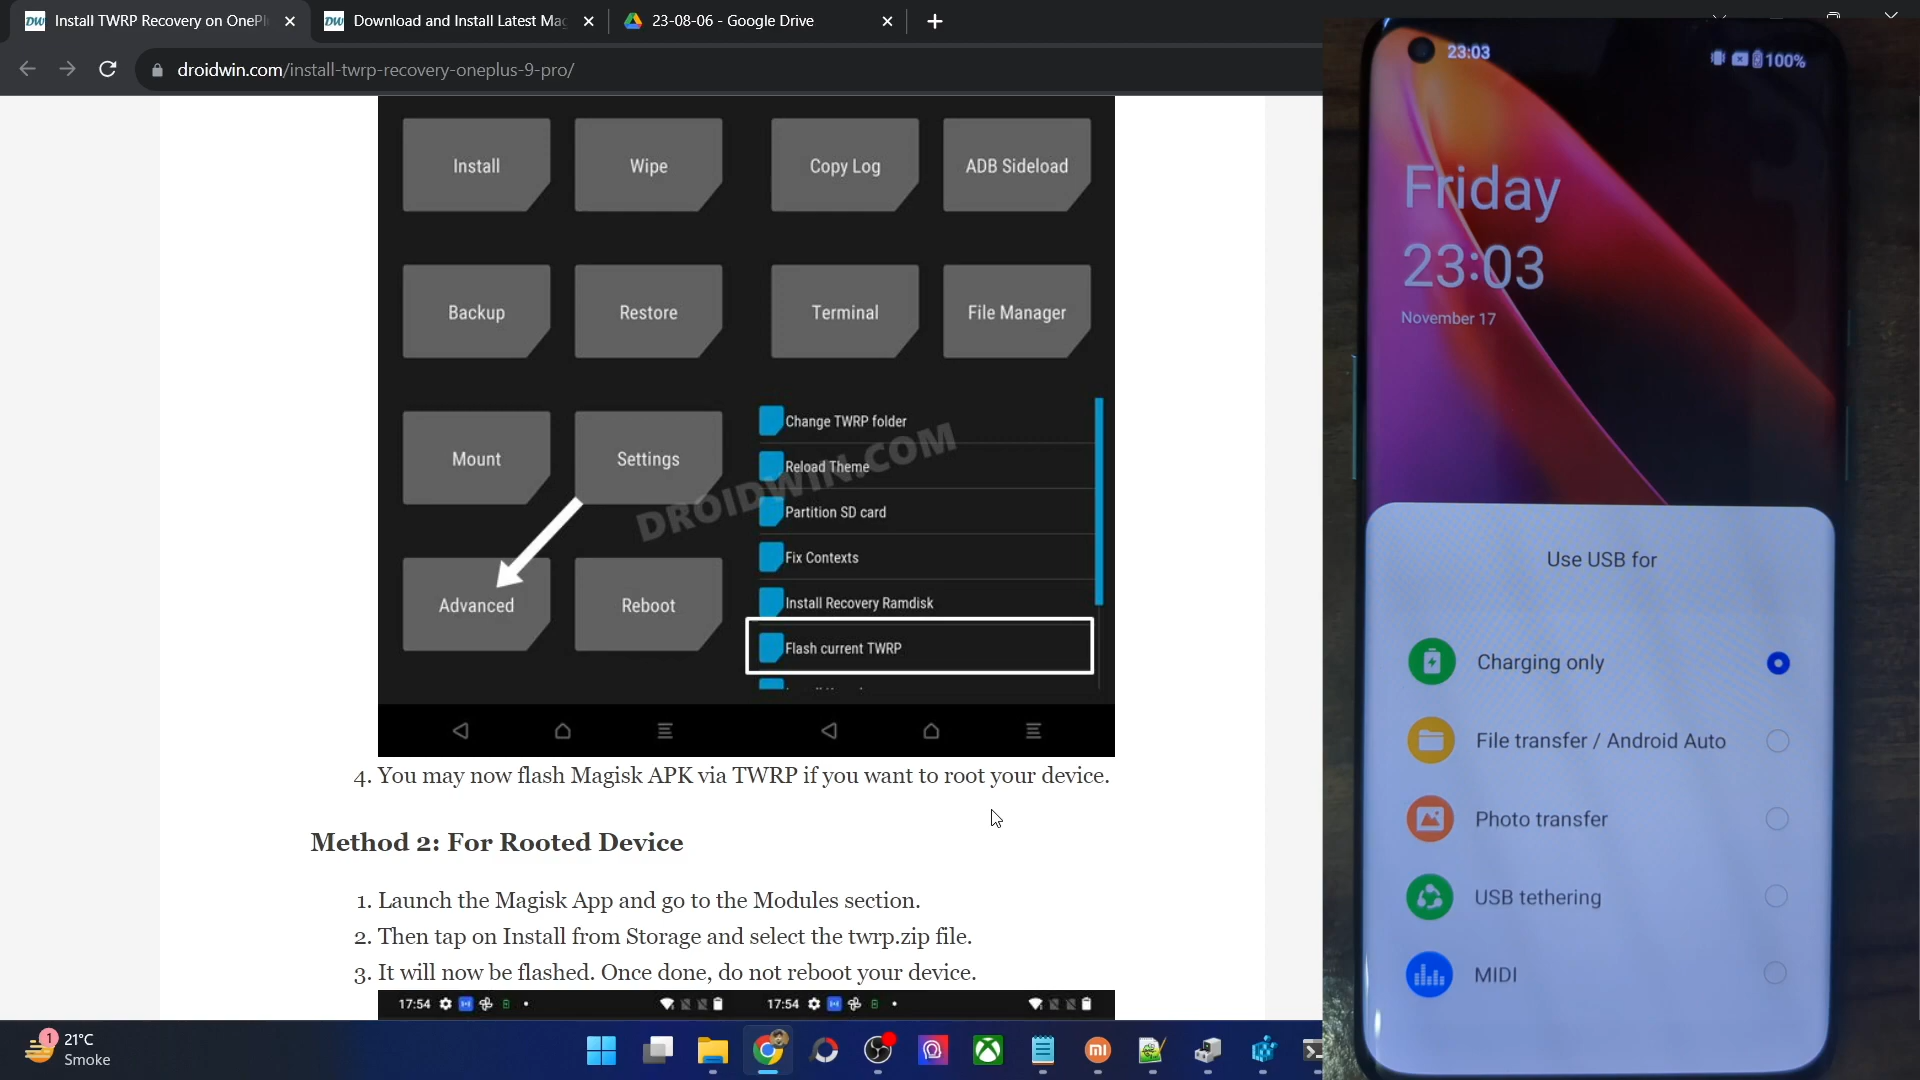 Install TWRP Recovery on OnePl
Download and Install Latest Mag
23-08-06 - Google Drive
droidwin.com/install-twrp-recovery-oneplus-9-pro/
Install
Wipe
Copy Log
ADB Sideload
Backup
Restore
Terminal
File Manager
Mount
Settings
Change TWRP folder
Reload Theme
Partition SD card
Fix Contexts
Install Recovery Ramdisk
Flash current TWRP
Advanced
Reboot
DROIDWIN.COM
4. You may now flash Magisk APK via TWRP if you want to root your device.
Method 2: For Rooted Device
1. Launch the Magisk App and go to the Modules section.
2. Then tap on Install from Storage and select the twrp.zip file.
3. It will now be flashed. Once done, do not reboot your device.
17:54
17:54
1
21°C
Smoke
23:03
100%
Friday
23:03
November 17
Use USB for
Charging only
File transfer / Android Auto
Photo transfer
USB tethering
MIDI